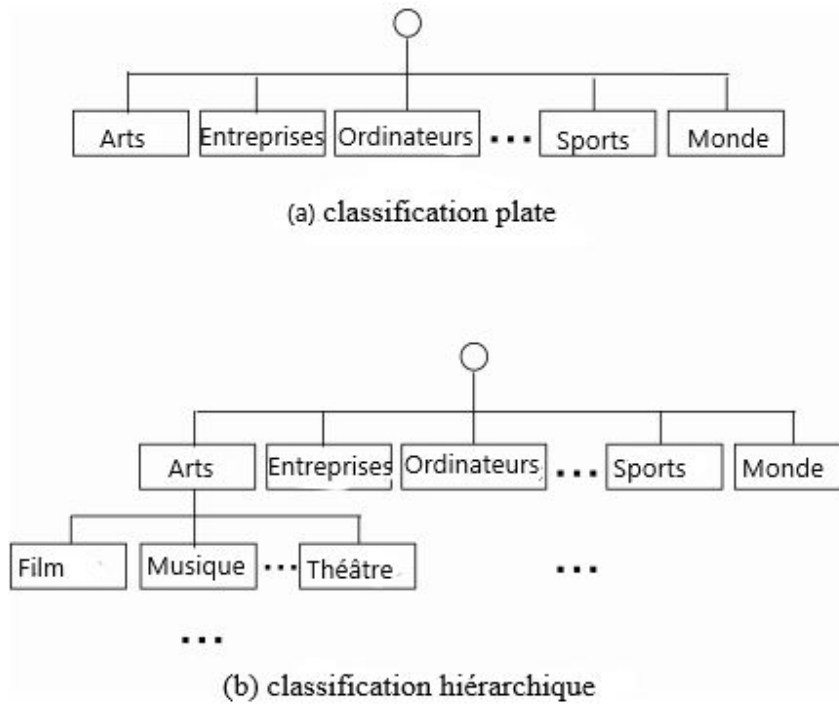 Arts Entreprises Ordinateurs ... Sports Monde
(a) classification plate
Arts Entreprises Ordinateurs ... Sports Monde
Film Musique ... Théâtre ...
...
(b) classification hiérarchique